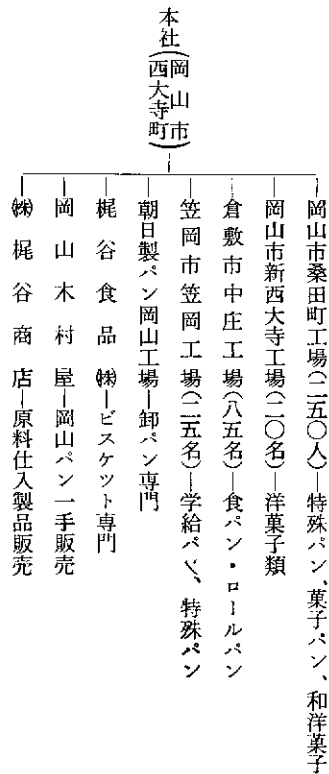 本社(岡山市西大寺町)
岡山市桑田町工場(二五〇人)―特殊パン、菓子パン、和洋菓子
岡山市新西大寺工場(二〇名)―洋菓子類
倉敷市中庄工場(八五名)―食パン・ロールパン
笠岡市笠岡工場(二五名)―学給パン、特殊パン
朝日製パン岡山工場―卸パン専門
梶谷食品㈱―ビスケット専門
岡山木村屋―岡山パン一手販売
㈱梶谷商店―原料仕入製品販売